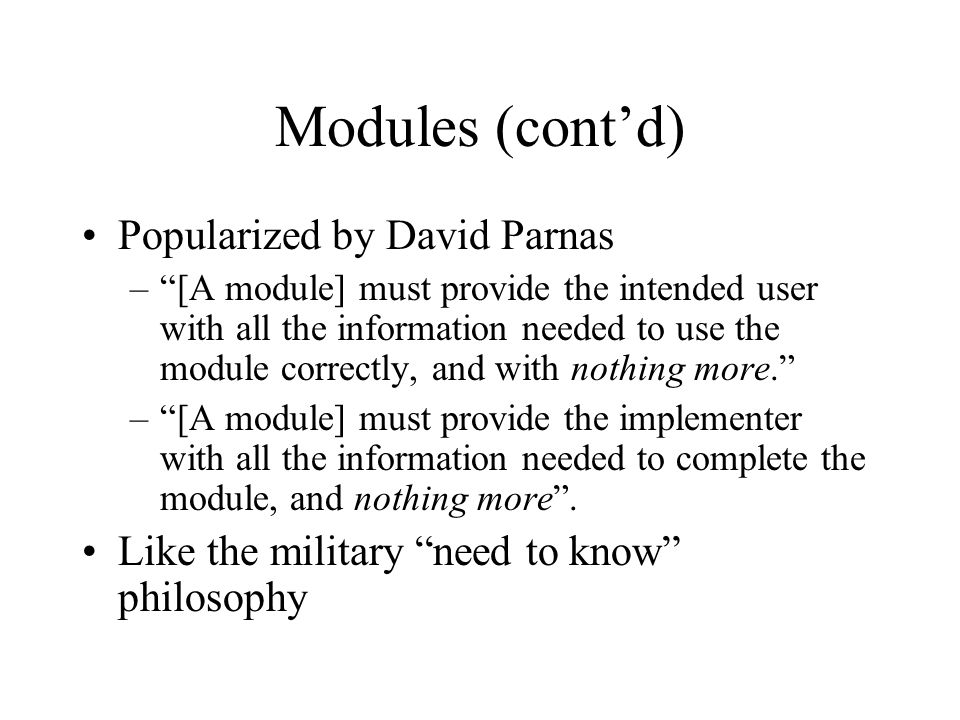 Modules (cont’d)
• Popularized by David Parnas
– “[A module] must provide the intended user
with all the information needed to use the
module correctly, and with nothing more.”
– “[A module] must provide the implementer
with all the information needed to complete the
module, and nothing more”.
• Like the military “need to know”
philosophy